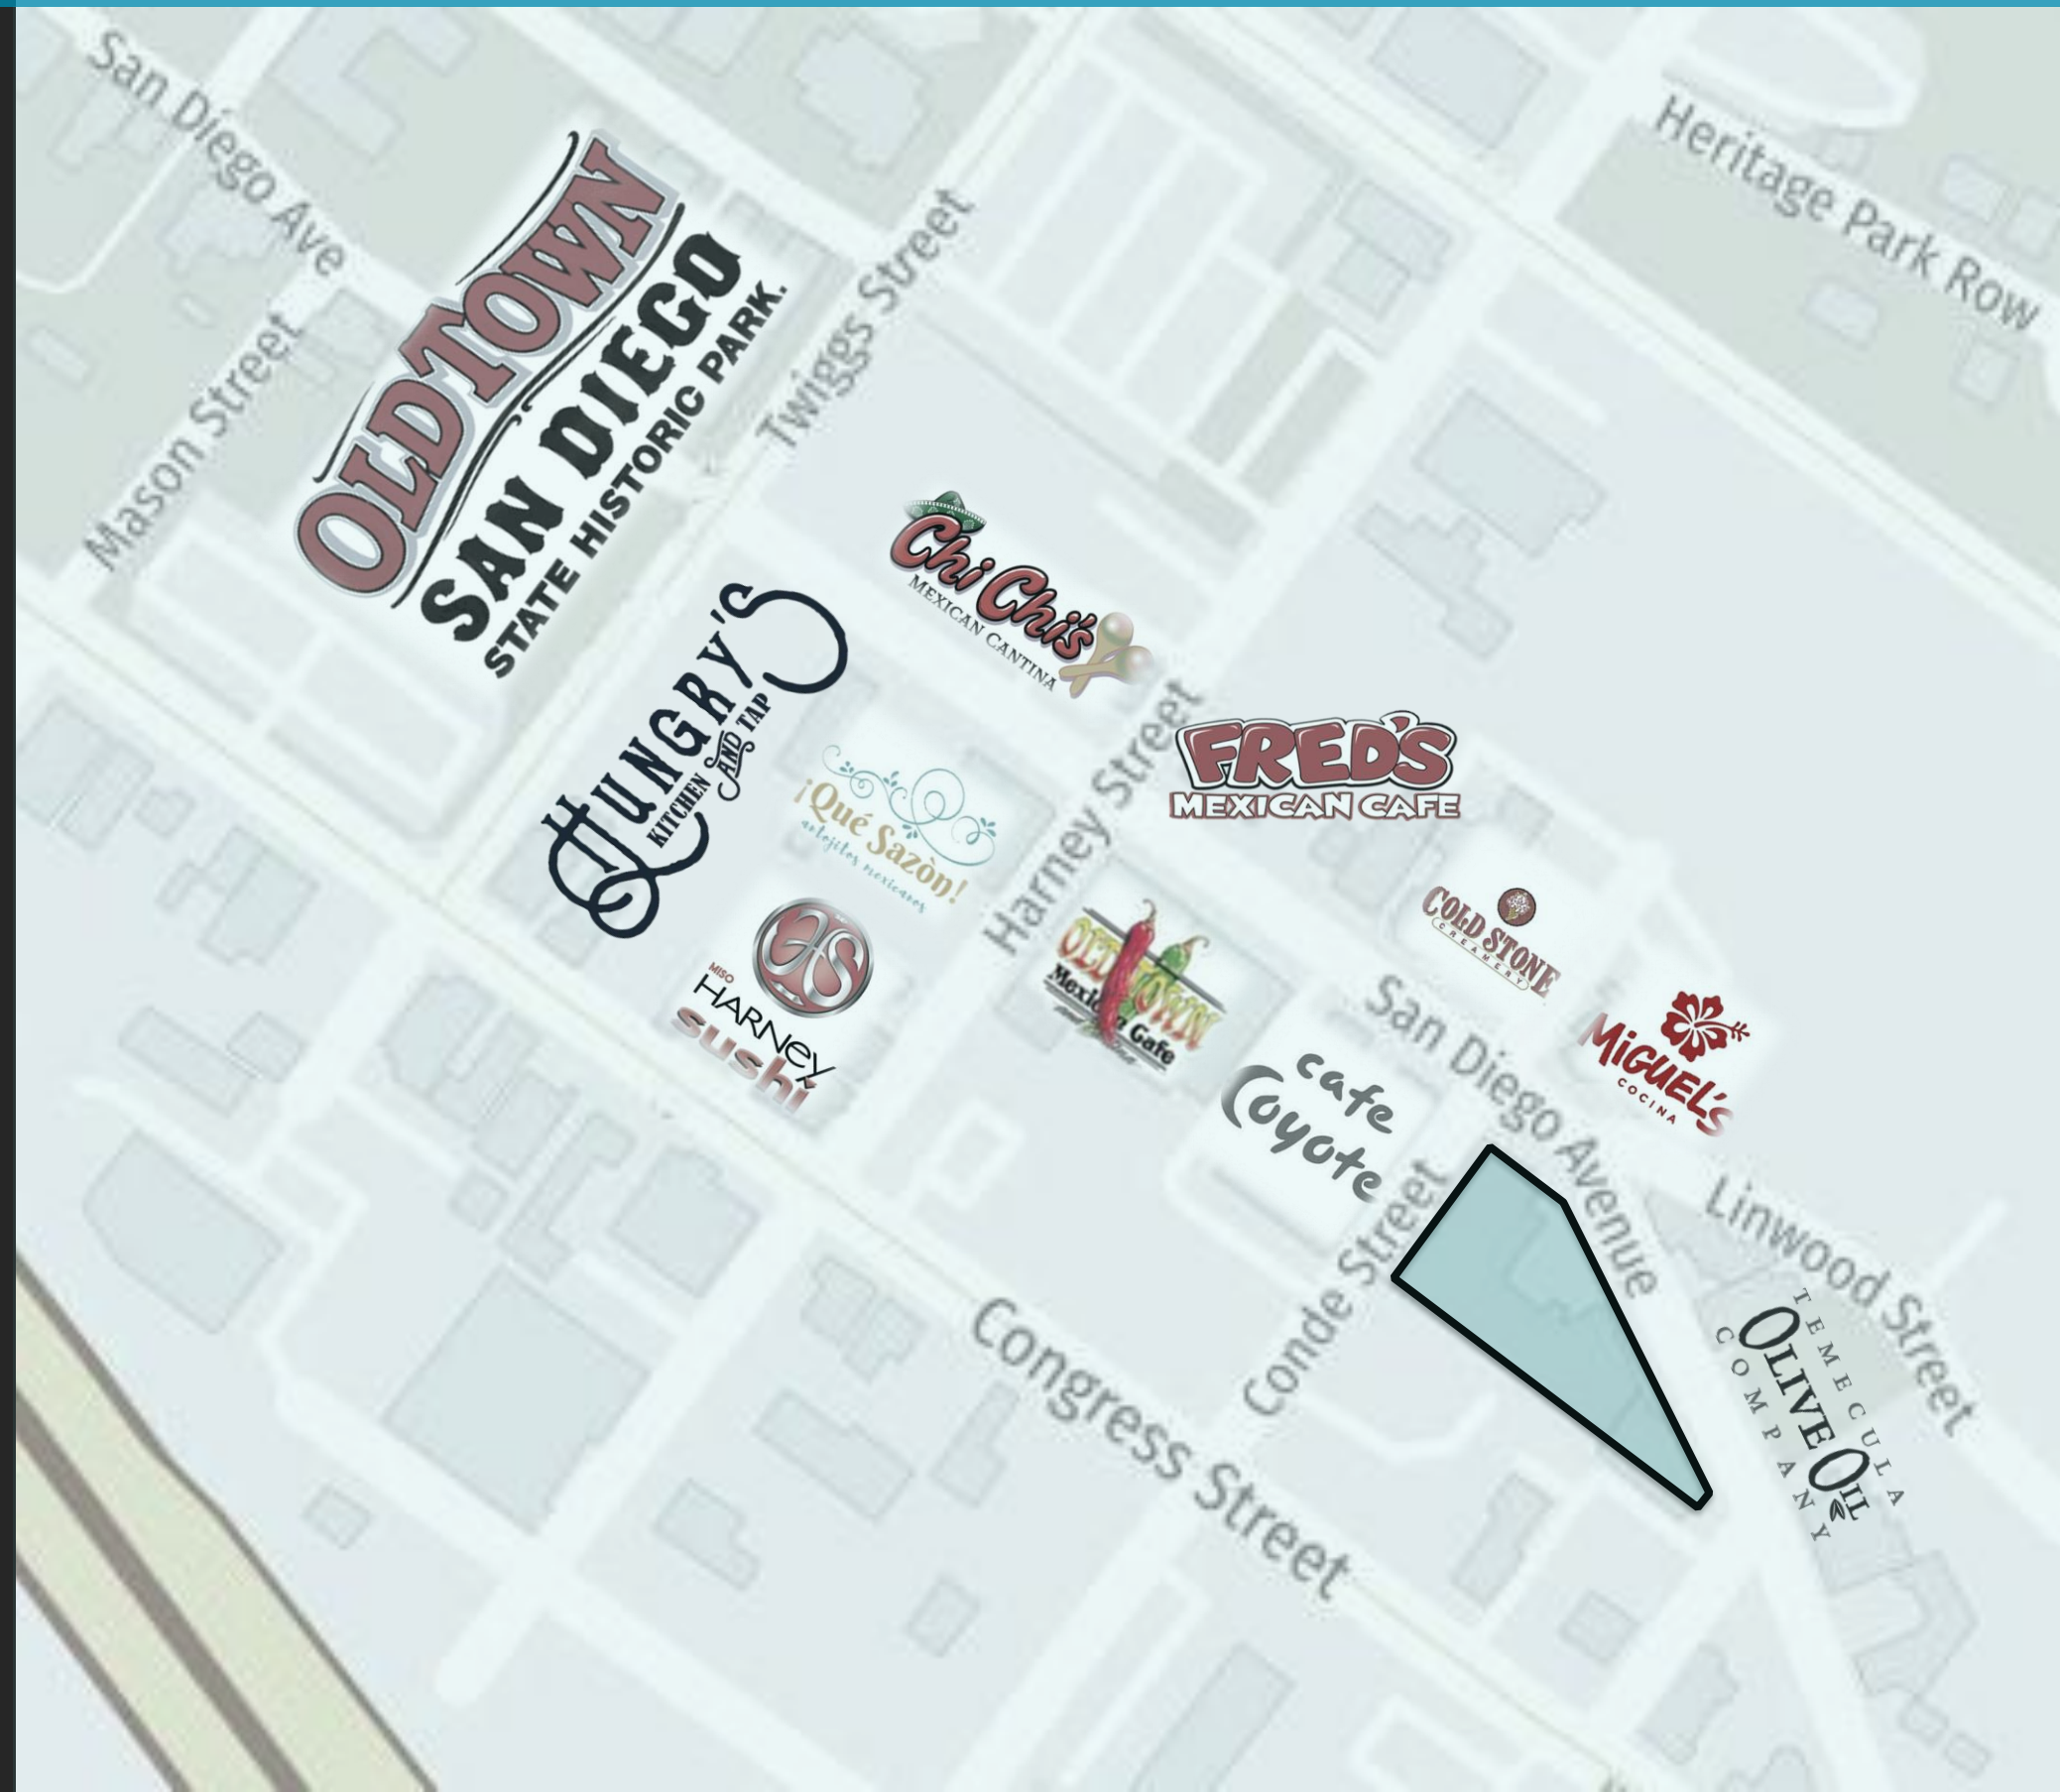 San Diego Ave
Heritage Park Row
OLD TOWN
SAN DIEGO
STATE HISTORIC PARK.
Mason Street
Twiggs Street
Chi Chi's
MEXICAN CANTINA
HUNGRY'S
KITCHEN AND TAP
¡Qué Sazòn!
antojitos mexicanos
Harney Street
FRED'S
MEXICAN CAFE
MISO
HARNEY
sushi
OLD TOWN
Cafe
COLD STONE
CREAMERY
San Diego Avenue
MiGUEL'S
COCINA
cafe
Coyote
Conde Street
Linwood Street
TEMECULA
OLIVE OIL
COMPANY
Congress Street